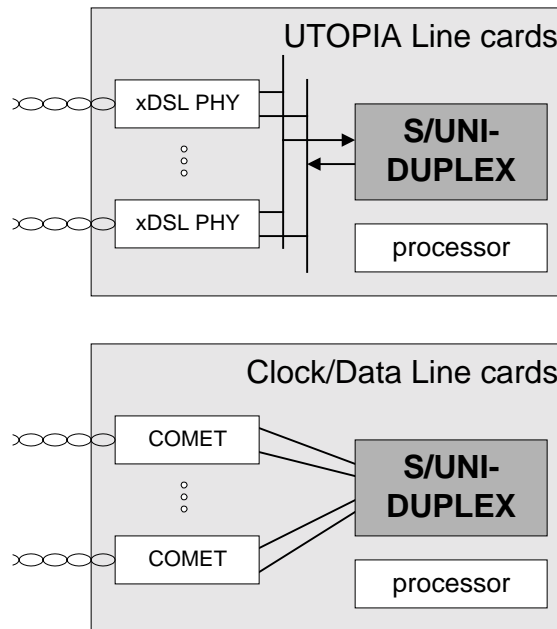 UTOPIA Line cards
xDSL PHY
S/UNI-
DUPLEX
xDSL PHY
processor
Clock/Data Line cards
COMET
S/UNI-
DUPLEX
COMET
processor